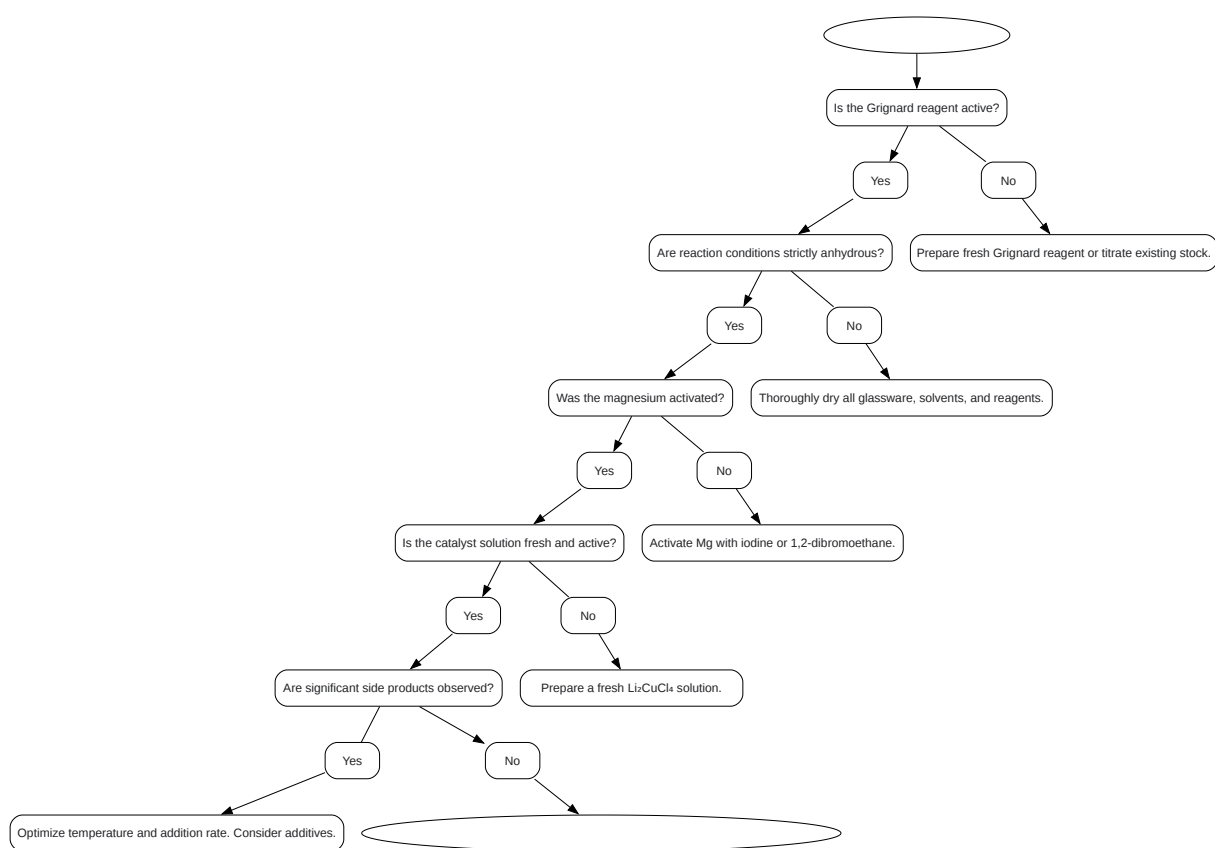 Is the Grignard reagent active?
Yes
No
Are reaction conditions strictly anhydrous?
Prepare fresh Grignard reagent or titrate existing stock.
Yes
No
Was the magnesium activated?
Thoroughly dry all glassware, solvents, and reagents.
Yes
No
Is the catalyst solution fresh and active?
Activate Mg with iodine or 1,2-dibromoethane.
Yes
No
Are significant side products observed?
Prepare a fresh Li₂CuCl₄ solution.
Yes
No
Optimize temperature and addition rate. Consider additives.